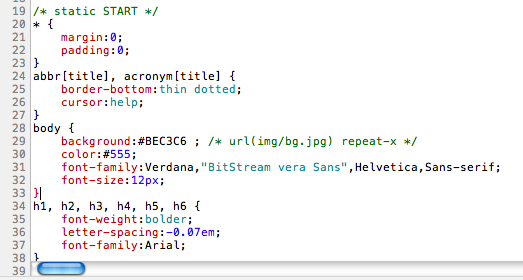 19 /* static START */
20 * {
21     margin:0;
22     padding:0;
23 }
24 abbr[title], acronym[title] {
25     border-bottom:thin dotted;
26     cursor:help;
27 }
28 body {
29     background:#BEC3C6 ; /* url(img/bg.jpg) repeat-x */
30     color:#555;
31     font-family:Verdana,"BitStream vera Sans",Helvetica,Sans-serif;
32     font-size:12px;
33 }
34 h1, h2, h3, h4, h5, h6 {
35     font-weight:bolder;
36     letter-spacing:-0.07em;
37     font-family:Arial;
38 }
39